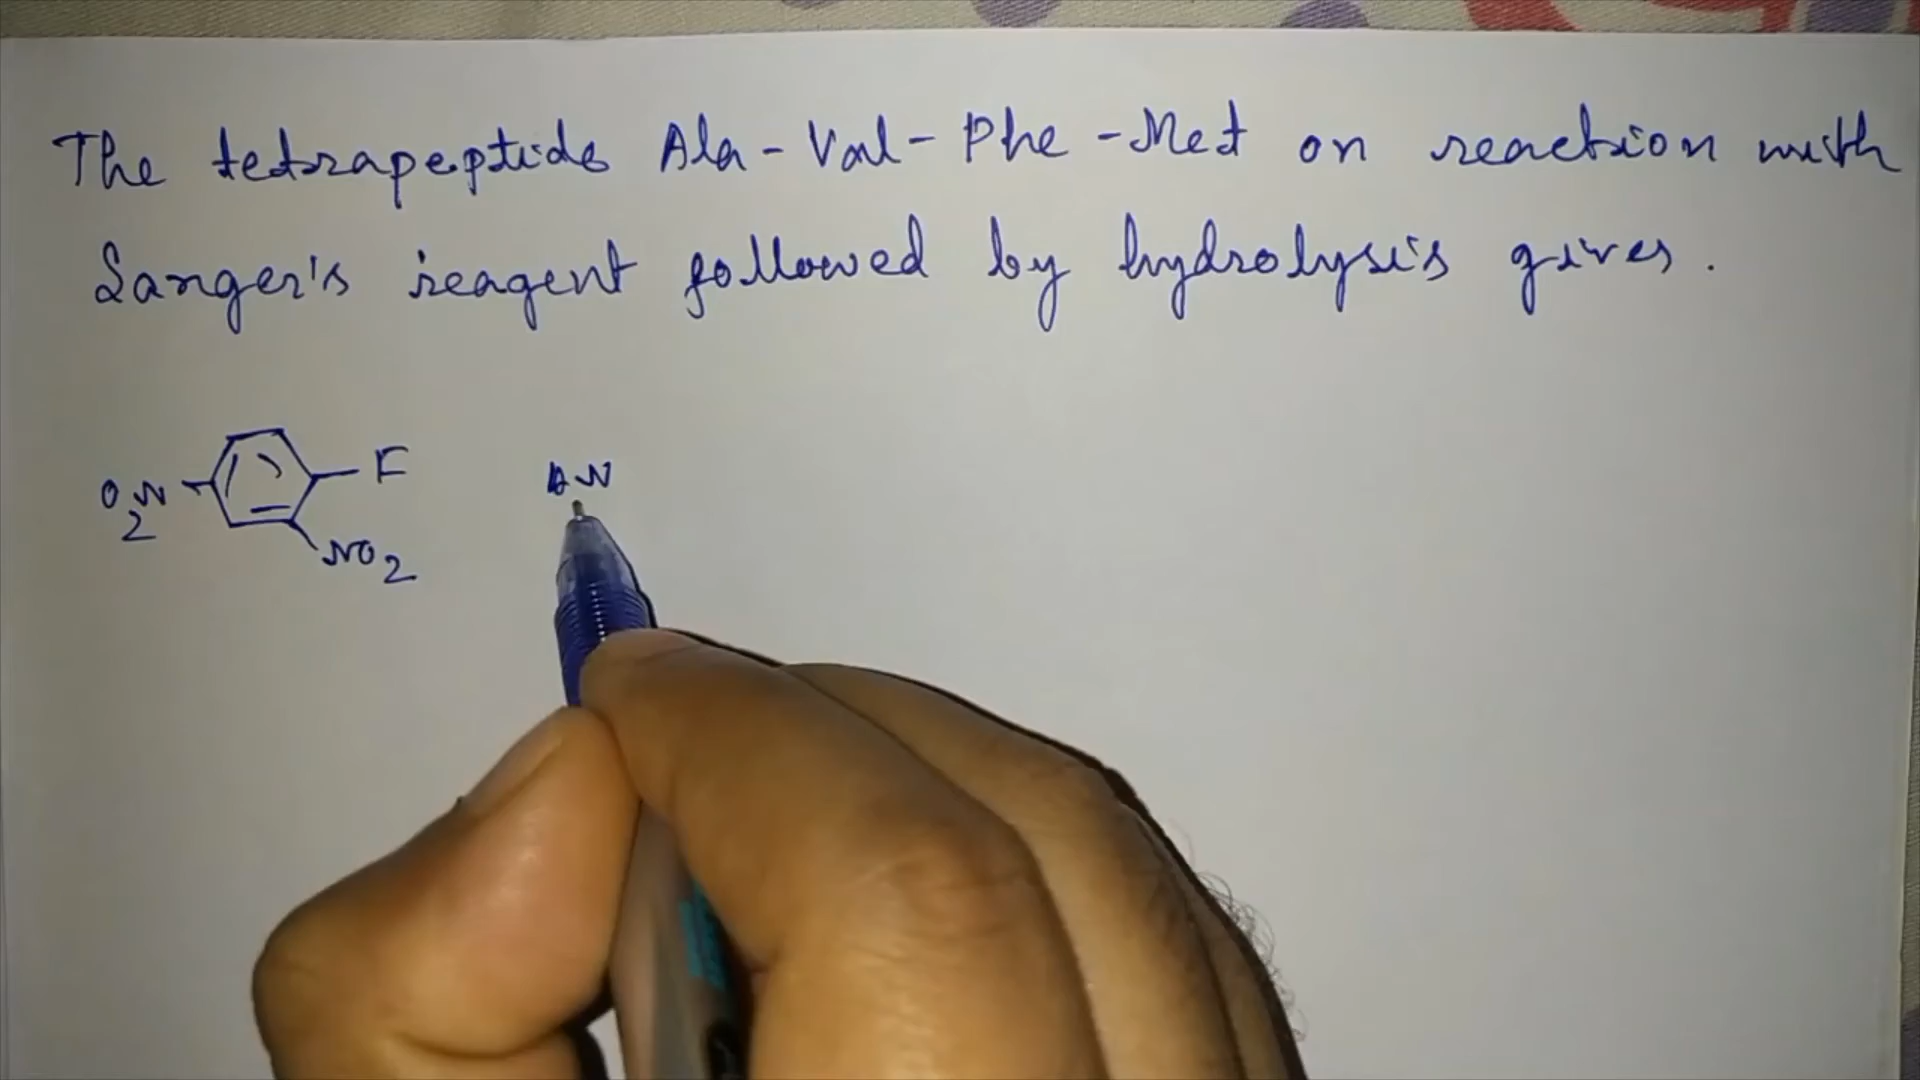 The tetrapeptide Ala-Val-Phe-Met on reaction with
Sanger's reagent followed by hydrolysis gives.
O2N F
NO2